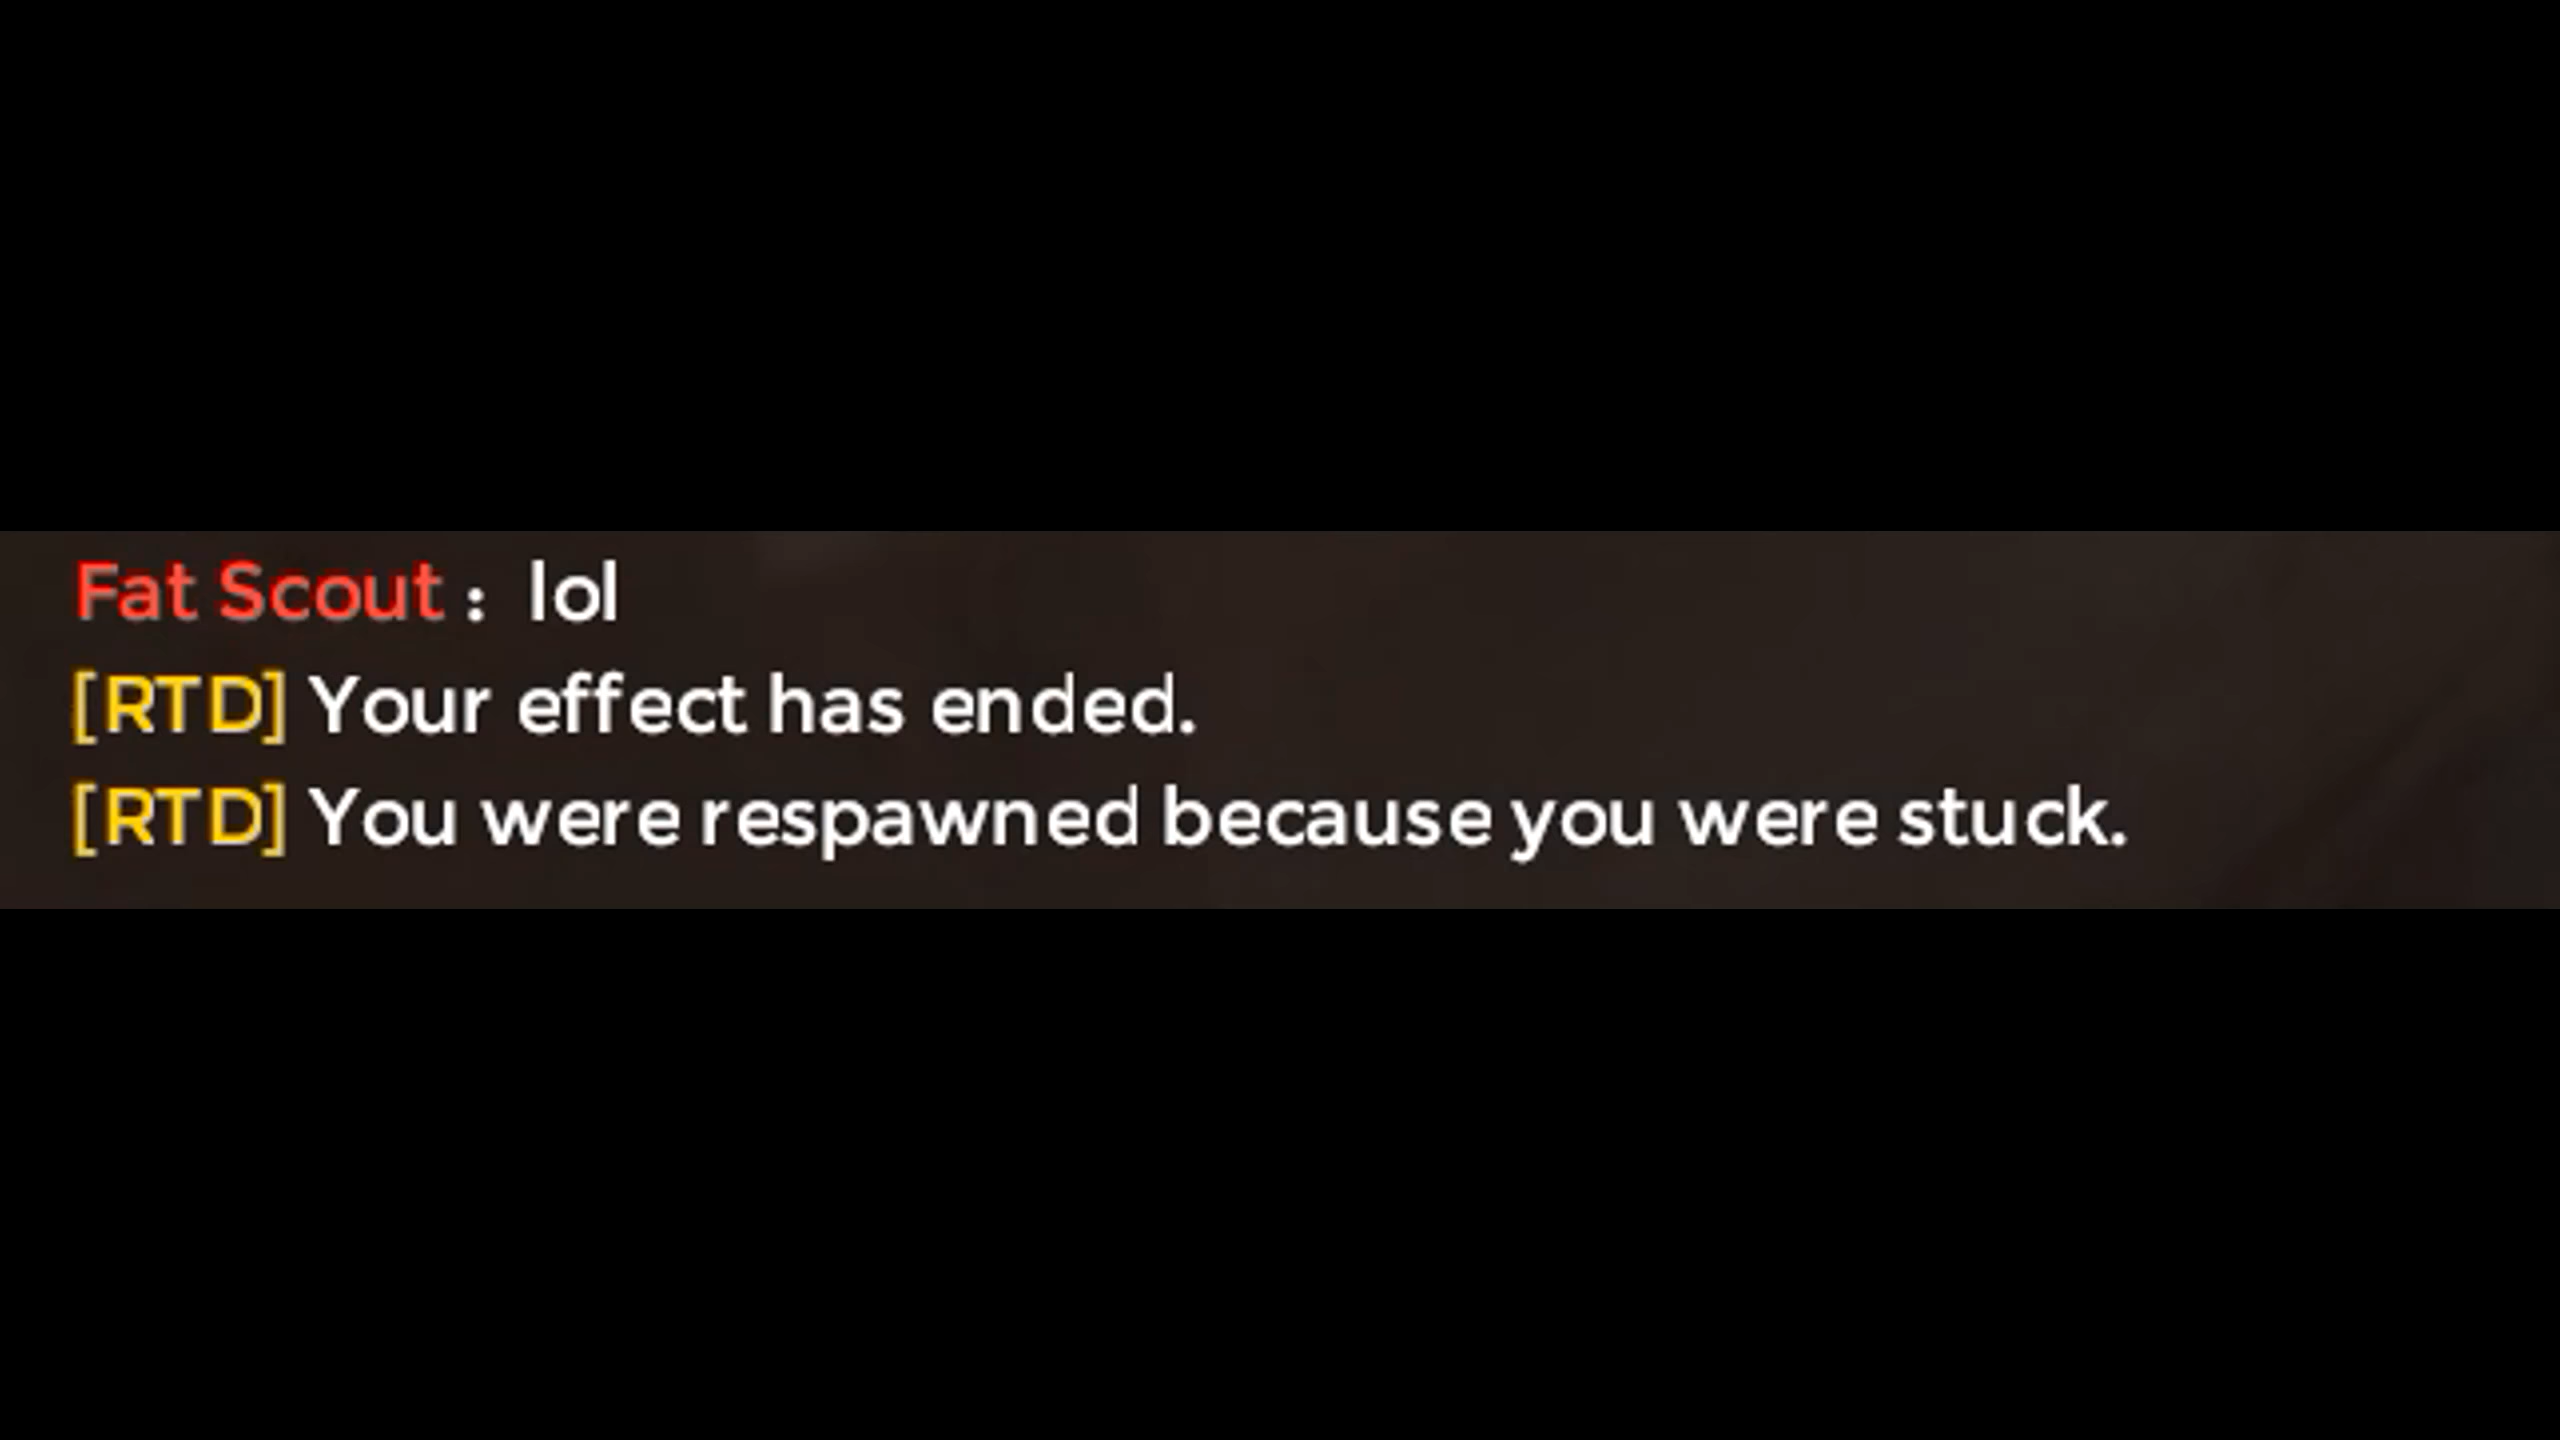 Fat Scout :  lol
[RTD] Your effect has ended.
[RTD] You were respawned because you were stuck.